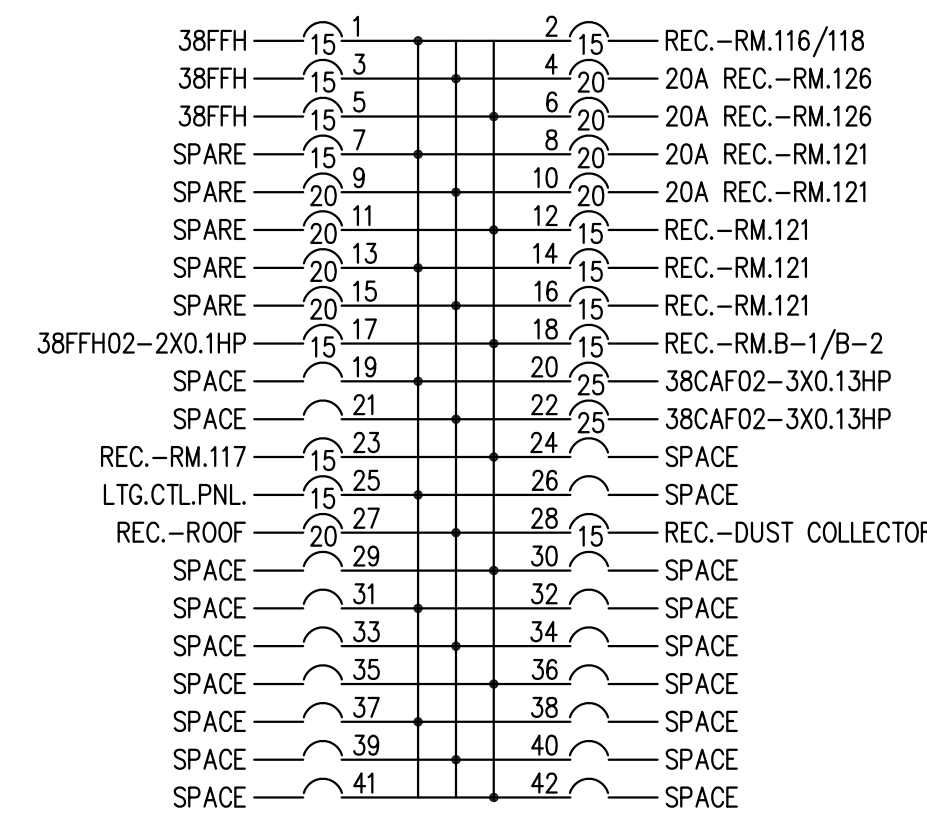 38FFH 15 1 2 15 REC.-RM.116/118
38FFH 15 3 4 20 20A REC.-RM.126
38FFH 15 5 6 20 20A REC.-RM.126
SPARE 15 7 8 20 20A REC.-RM.121
SPARE 20 9 10 20 20A REC.-RM.121
SPARE 20 11 12 15 REC.-RM.121
SPARE 20 13 14 15 REC.-RM.121
SPARE 20 15 16 15 REC.-RM.121
38FFH02-2X0.1HP 15 17 18 15 REC.-RM.B-1/B-2
SPACE 19 20 25 38CAF02-3X0.13HP
SPACE 21 22 25 38CAF02-3X0.13HP
REC.-RM.117 15 23 24 SPACE
LTG.CTL.PNL. 15 25 26 SPACE
REC.-ROOF 20 27 28 15 REC.-DUST COLLECTOR
SPACE 29 30 SPACE
SPACE 31 32 SPACE
SPACE 33 34 SPACE
SPACE 35 36 SPACE
SPACE 37 38 SPACE
SPACE 39 40 SPACE
SPACE 41 42 SPACE